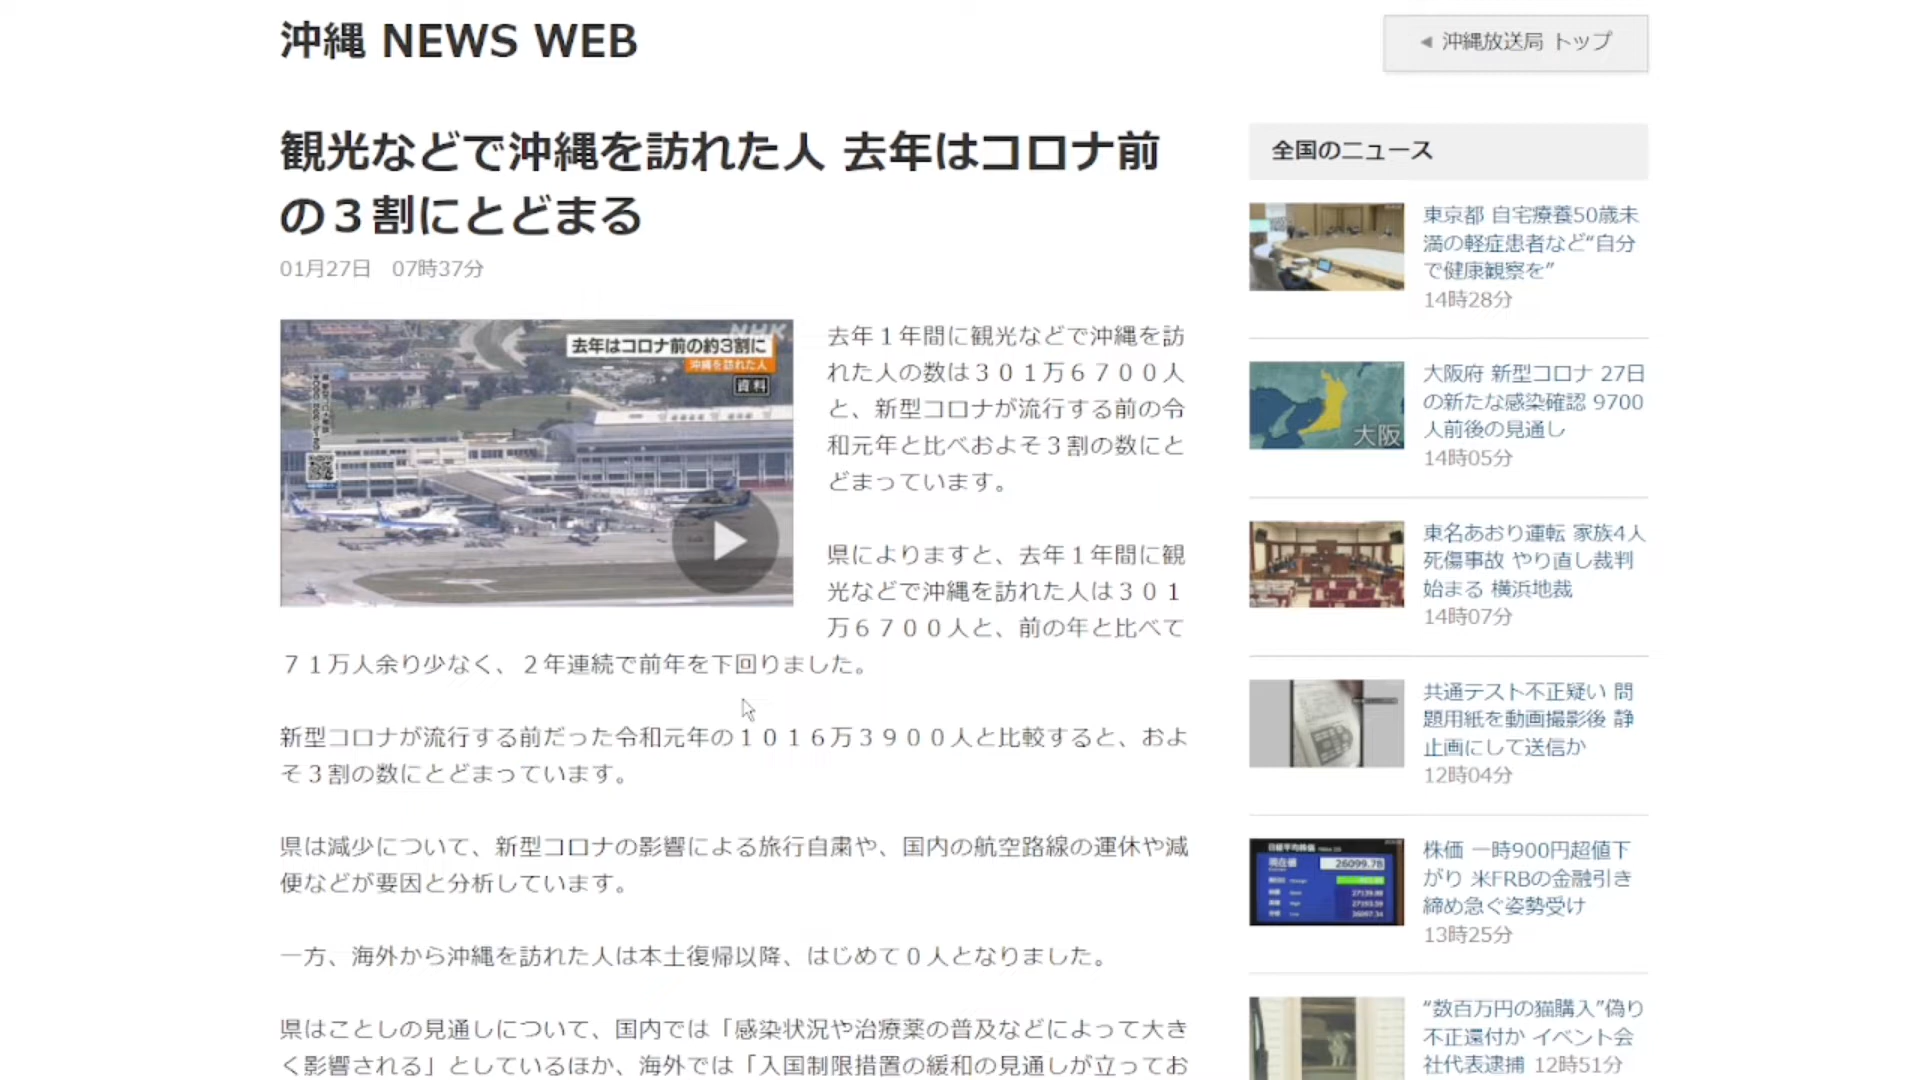 沖縄 NEWS WEB
◀ 沖縄放送局 トップ
観光などで沖縄を訪れた人 去年はコロナ前
の３割にとどまる
01月27日 07時37分
NHK
去年はコロナ前の約3割に
沖縄を訪れた人
資料
去年１年間に観光などで沖縄を訪
れた人の数は３０１万６７００人
と、新型コロナが流行する前の令
和元年と比べおよそ３割の数にと
どまっています。
県によりますと、去年１年間に観
光などで沖縄を訪れた人は３０１
万６７００人と、前の年と比べて
７１万人余り少なく、２年連続で前年を下回りました。
新型コロナが流行する前だった令和元年の１０１６万３９００人と比較すると、およ
そ３割の数にとどまっています。
県は減少について、新型コロナの影響による旅行自粛や、国内の航空路線の運休や減
便などが要因と分析しています。
一方、海外から沖縄を訪れた人は本土復帰以降、はじめて０人となりました。
県はことしの見通しについて、国内では「感染状況や治療薬の普及などによって大き
く影響される」としているほか、海外では「入国制限措置の緩和の見通しが立ってお
全国のニュース
東京都 自宅療養50歳未
満の軽症患者など“自分
で健康観察を”
14時28分
大阪
大阪府 新型コロナ 27日
の新たな感染確認 9700
人前後の見通し
14時05分
東名あおり運転 家族4人
死傷事故 やり直し裁判
始まる 横浜地裁
14時07分
共通テスト不正疑い 問
題用紙を動画撮影後 静
止画にして送信か
12時04分
日経平均株価
現在値 26099.78
株価 一時900円超値下
がり 米FRBの金融引き
締め急ぐ姿勢受け
13時25分
“数百万円の猫購入”偽り
不正還付か イベント会
社代表逮捕 12時51分